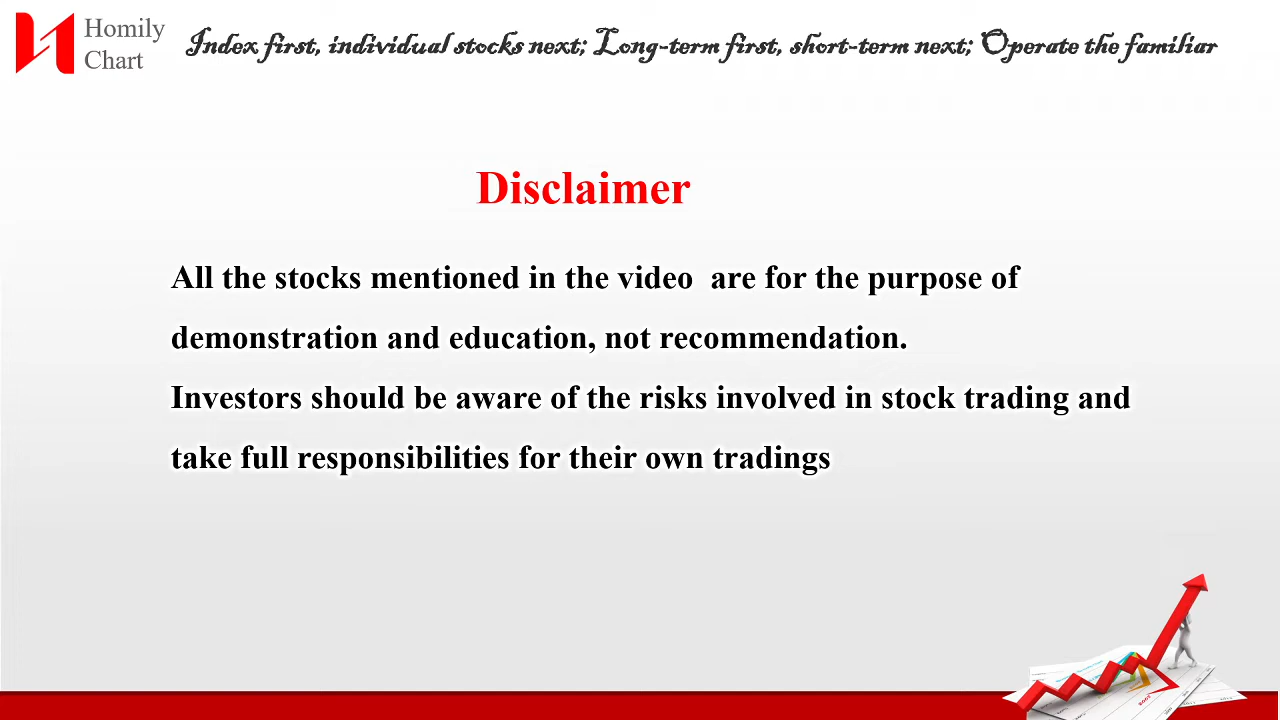 Homily
Chart
Index first, individual stocks next; Long-term first, short-term next; Operate the familiar
Disclaimer
All the stocks mentioned in the video  are for the purpose of
demonstration and education, not recommendation.
Investors should be aware of the risks involved in stock trading and
take full responsibilities for their own tradings